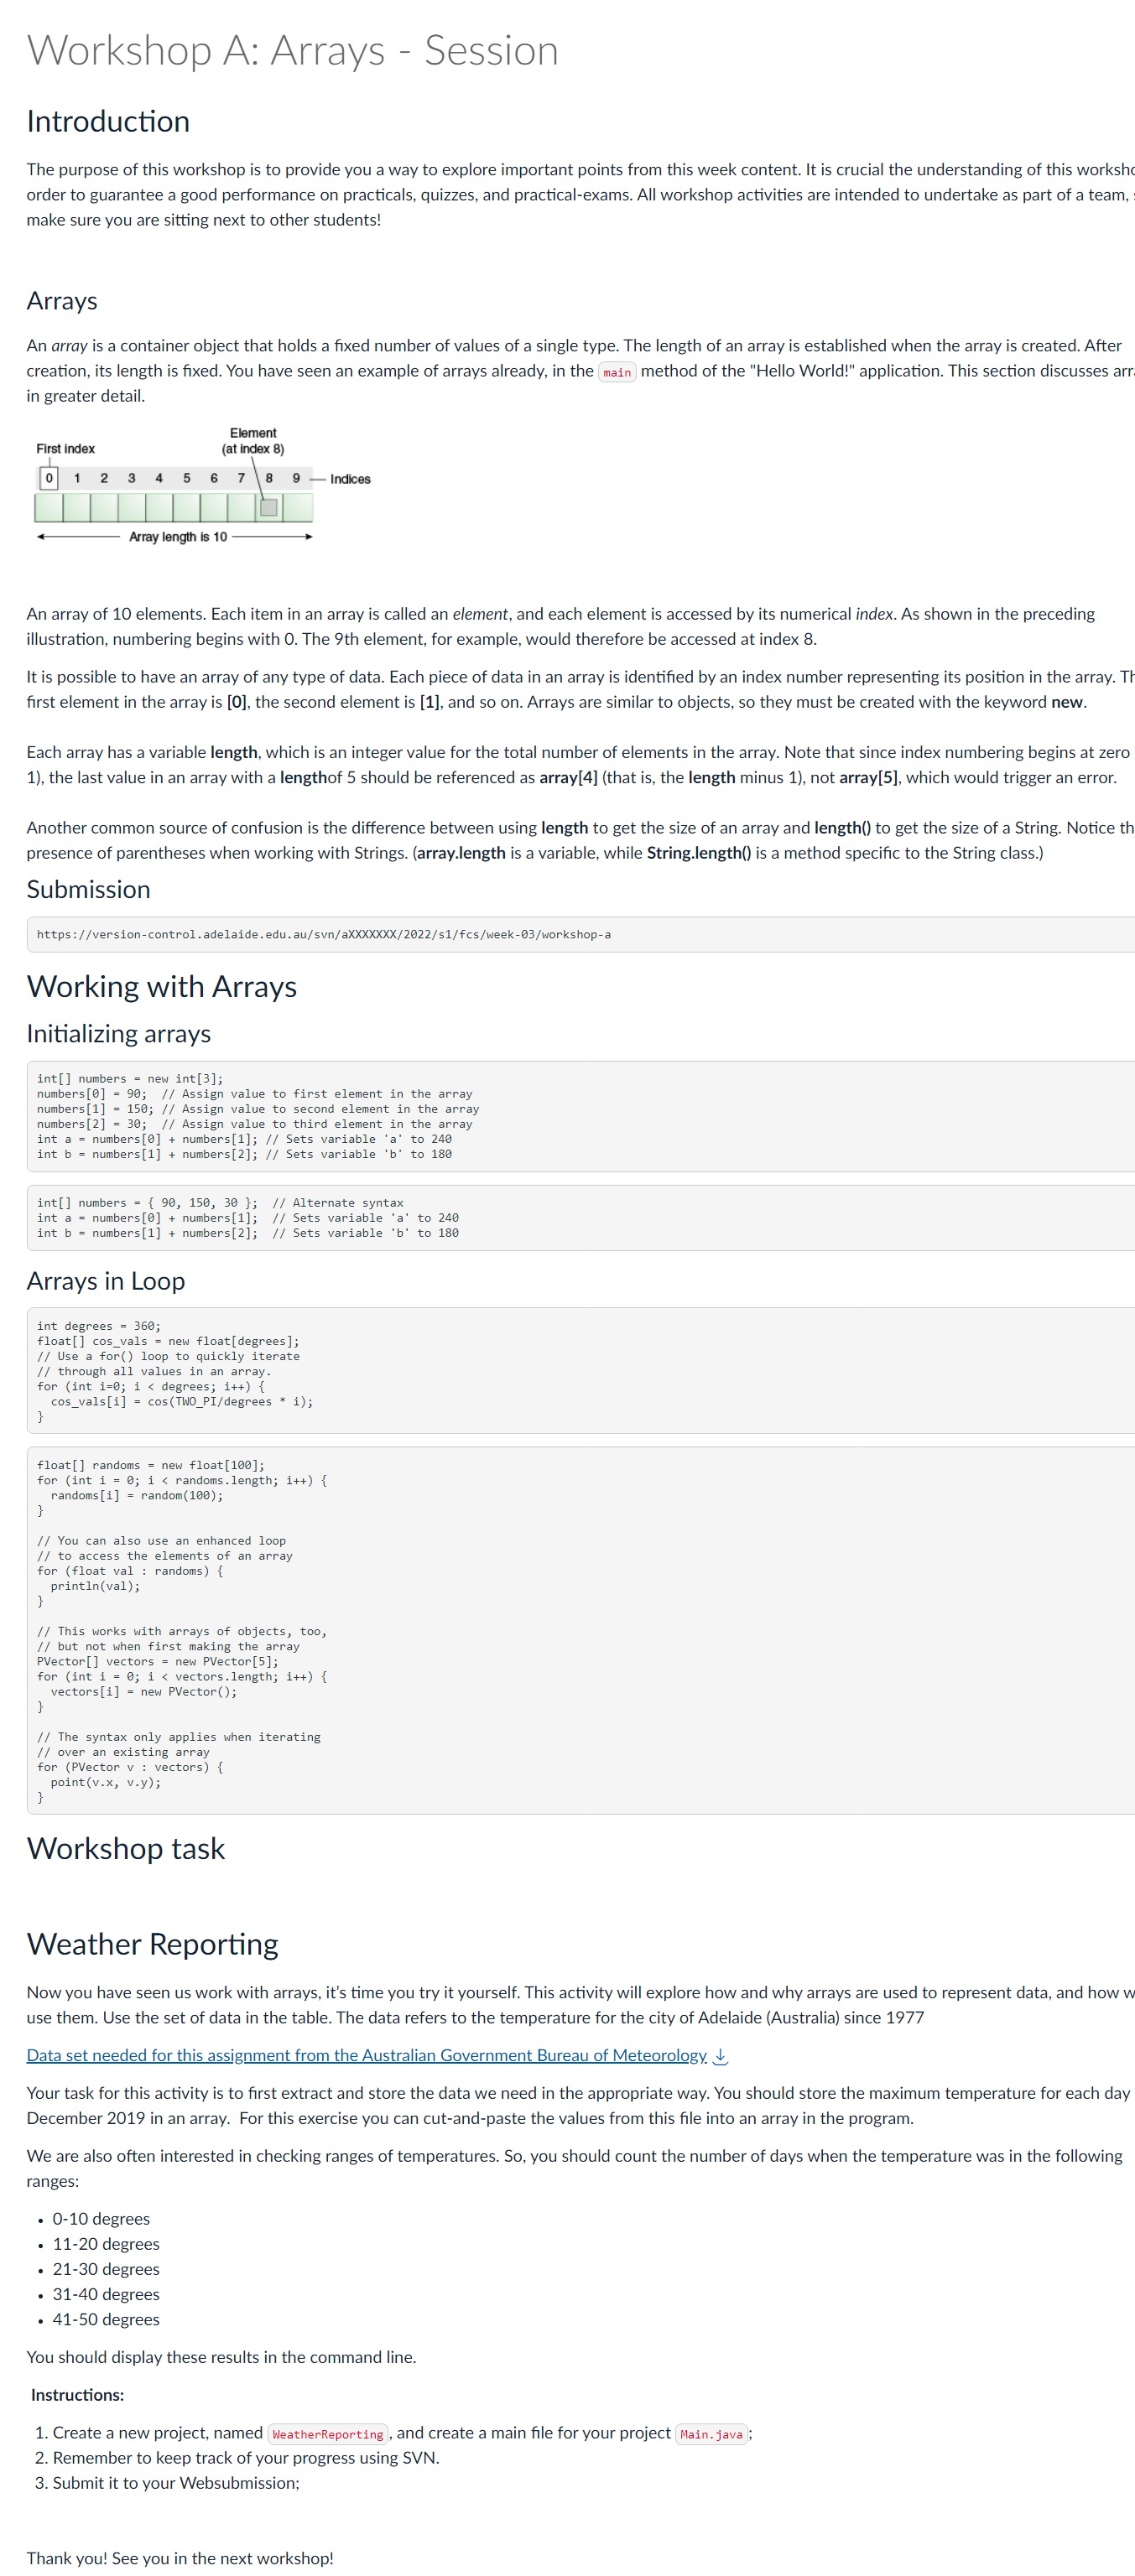 Workshop A: Arrays - Session
Introduction
The purpose of this workshop is to provide you a way to explore important points from this week content. It is crucial the understanding of this
order to guarantee a good performance on practicals, quizzes, and practical-exams. All workshop activities are intended to undertake as part of a team,
make sure you are sitting next to other students!
Arrays
An array is a container object that holds a fixed number of values of a single type. The length of an array is established when the array is created. After
creation, its length is fixed. You have seen an example of arrays already, in the main method of the "Hello World!" application. This section discusses
in greater detail.
Element
First index (at index 8)
0 1 2 3 4 5 6 7 8 9 Indices
Array length is 10
An array of 10 elements. Each item in an array is called an element, and each element is accessed by its numerical index. As shown in the preceding
illustration, numbering begins with 0. The 9th element, for example, would therefore be accessed at index 8.
It is possible to have an array of any type of data. Each piece of data in an array is identified by an index number representing its position in the array.
first element in the array is [0], the second element is [1], and so on. Arrays are similar to objects, so they must be created with the keyword new.
Each array has a variable length, which is an integer value for the total number of elements in the array. Note that since index numbering begins at zero
1), the last value in an array with a lengthof 5 should be referenced as array[4] (that is, the length minus 1), not array[5], which would trigger an error.
Another common source of confusion is the difference between using length to get the size of an array and length() to get the size of a String. Notice
presence of parentheses when working with Strings. (array.length is a variable, while String.length() is a method specific to the String class.)
Submission
https://version-control.adelaide.edu.au/svn/aXXXXXXX/2022/s1/fcs/week-03/workshop-a
Working with Arrays
Initializing arrays
int[] numbers = new int[3];
numbers[0] = 90;  // Assign value to first element in the array
numbers[1] = 150; // Assign value to second element in the array
numbers[2] = 30;  // Assign value to third element in the array
int a = numbers[0] + numbers[1]; // Sets variable 'a' to 240
int b = numbers[1] + numbers[2]; // Sets variable 'b' to 180
int[] numbers = { 90, 150, 30 };  // Alternate syntax
int a = numbers[0] + numbers[1];  // Sets variable 'a' to 240
int b = numbers[1] + numbers[2];  // Sets variable 'b' to 180
Arrays in Loop
int degrees = 360;
float[] cos_vals = new float[degrees];
// Use a for() loop to quickly iterate
// through all values in an array.
for (int i=0; i < degrees; i++) {
  cos_vals[i] = cos(TWO_PI/degrees * i);
}
float[] randoms = new float[100];
for (int i = 0; i < randoms.length; i++) {
  randoms[i] = random(100);
}
// You can also use an enhanced loop
// to access the elements of an array
for (float val : randoms) {
  println(val);
}
// This works with arrays of objects, too,
// but not when first making the array
PVector[] vectors = new PVector[5];
for (int i = 0; i < vectors.length; i++) {
  vectors[i] = new PVector();
}
// The syntax only applies when iterating
// over an existing array
for (PVector v : vectors) {
  point(v.x, v.y);
}
Workshop task
Weather Reporting
Now you have seen us work with arrays, it's time you try it yourself. This activity will explore how and why arrays are used to represent data, and how
use them. Use the set of data in the table. The data refers to the temperature for the city of Adelaide (Australia) since 1977
Data set needed for this assignment from the Australian Government Bureau of Meteorology
Your task for this activity is to first extract and store the data we need in the appropriate way. You should store the maximum temperature for each day
December 2019 in an array.  For this exercise you can cut-and-paste the values from this file into an array in the program.
We are also often interested in checking ranges of temperatures. So, you should count the number of days when the temperature was in the following
ranges:
• 0-10 degrees
• 11-20 degrees
• 21-30 degrees
• 31-40 degrees
• 41-50 degrees
You should display these results in the command line.
Instructions:
1. Create a new project, named WeatherReporting, and create a main file for your project Main.java;
2. Remember to keep track of your progress using SVN.
3. Submit it to your Websubmission;
Thank you! See you in the next workshop!